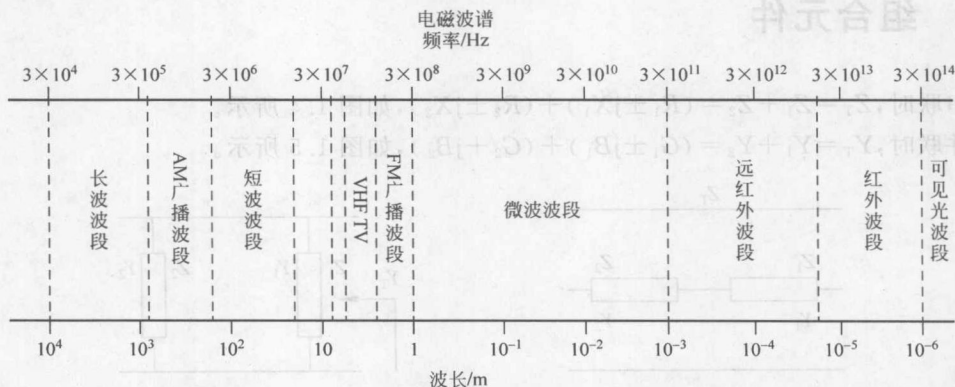 电磁波谱
频率/Hz
3×10⁴ 3×10⁵ 3×10⁶ 3×10⁷ 3×10⁸ 3×10⁹ 3×10¹⁰ 3×10¹¹ 3×10¹² 3×10¹³ 3×10¹⁴
长波波段
AM广播波段
短波波段
VHF TV
FM广播波段
微波波段
远红外波段
红外波段
可见光波段
10⁴ 10³ 10² 10 1 10⁻¹ 10⁻² 10⁻³ 10⁻⁴ 10⁻⁵ 10⁻⁶
波长/m